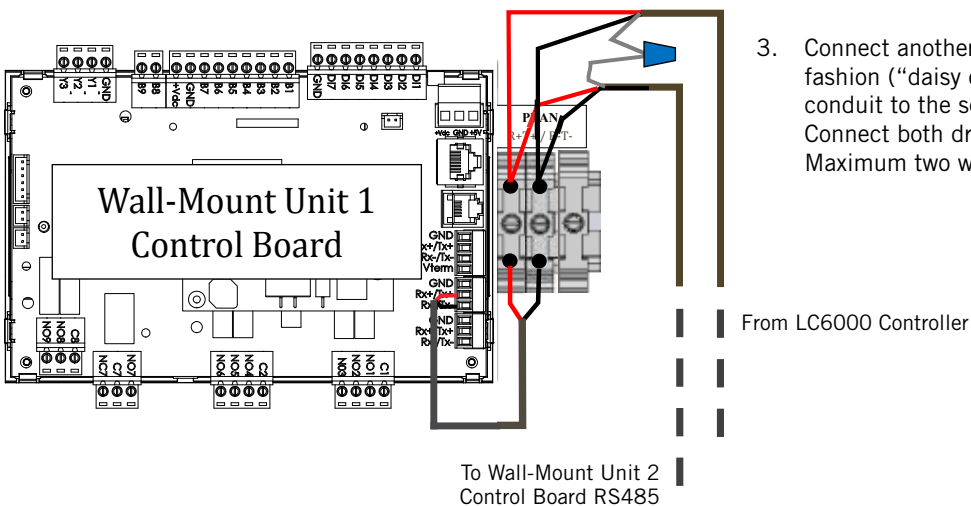 3. Connect another
fashion ("daisy
conduit to the
Connect both
Maximum two
Y3 Y2 Y1 GND
B9 B8
+Vdc GND B7 B6 B5 B4 B3 B2 B1
GND DI7 DI6 DI5 DI4 DI3 DI2 DI1
+Vdc GND +5V
R+T+ / R-T-
Wall-Mount Unit 1
Control Board
GND
x+/Tx+
Rx-/Tx-
Vterm
GND
Rx+/Tx+
GND
Rx+/Tx+
NO9 NO8 C8
NC7 C7 NO7
NO6 NO5 NO4 C2
NO3 NO2 NO1 C1
From LC6000 Controller
To Wall-Mount Unit 2
Control Board RS485